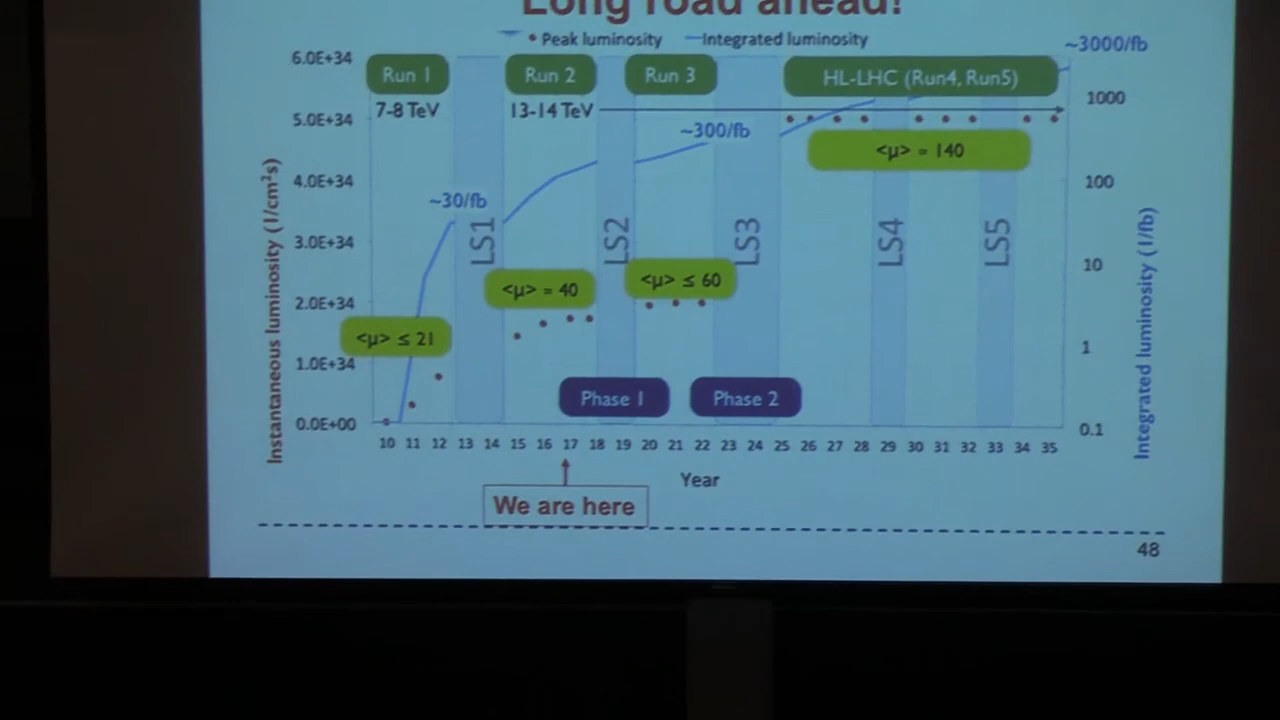 Long road ahead!
Peak luminosity
Integrated luminosity
~3000/fb
6.0E+34
Run 1
Run 2
Run 3
HL-LHC (Run4, Run5)
1000
7-8 TeV
13-14 TeV
5.0E+34
~300/fb
<μ> = 140
4.0E+34
100
~30/fb
3.0E+34
LS1
LS2
LS3
LS4
LS5
10
<μ> = 40
<μ> ≤ 60
2.0E+34
<μ> ≤ 21
1
1.0E+34
Phase 1
Phase 2
0.0E+00
0.1
Instantaneous luminosity (1/cm²s)
Integrated luminosity (1/fb)
10 11 12 13 14 15 16 17 18 19 20 21 22 23 24 25 26 27 28 29 30 31 32 33 34 35
Year
We are here
48